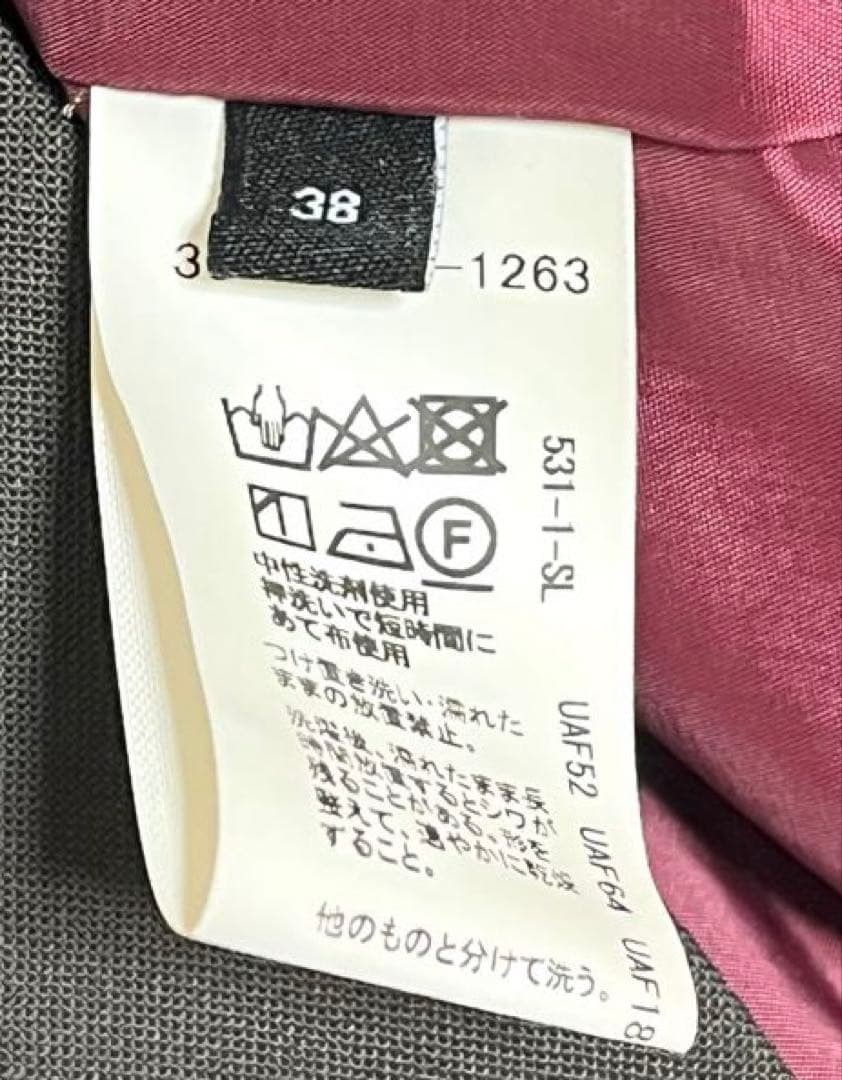 38
3
-1263
F
中性洗剤使用
押洗いで短時間に
あて布使用
つけ置き洗い・濡れた
ままの放置禁止。
洗濯後、濡れたまま長
時間放置するとシワが
残ることがある。形を
整えて、速やかに乾燥
すること。
他のものと分けて洗う。
531-1-SL
UAF52 UAF64 UAF18